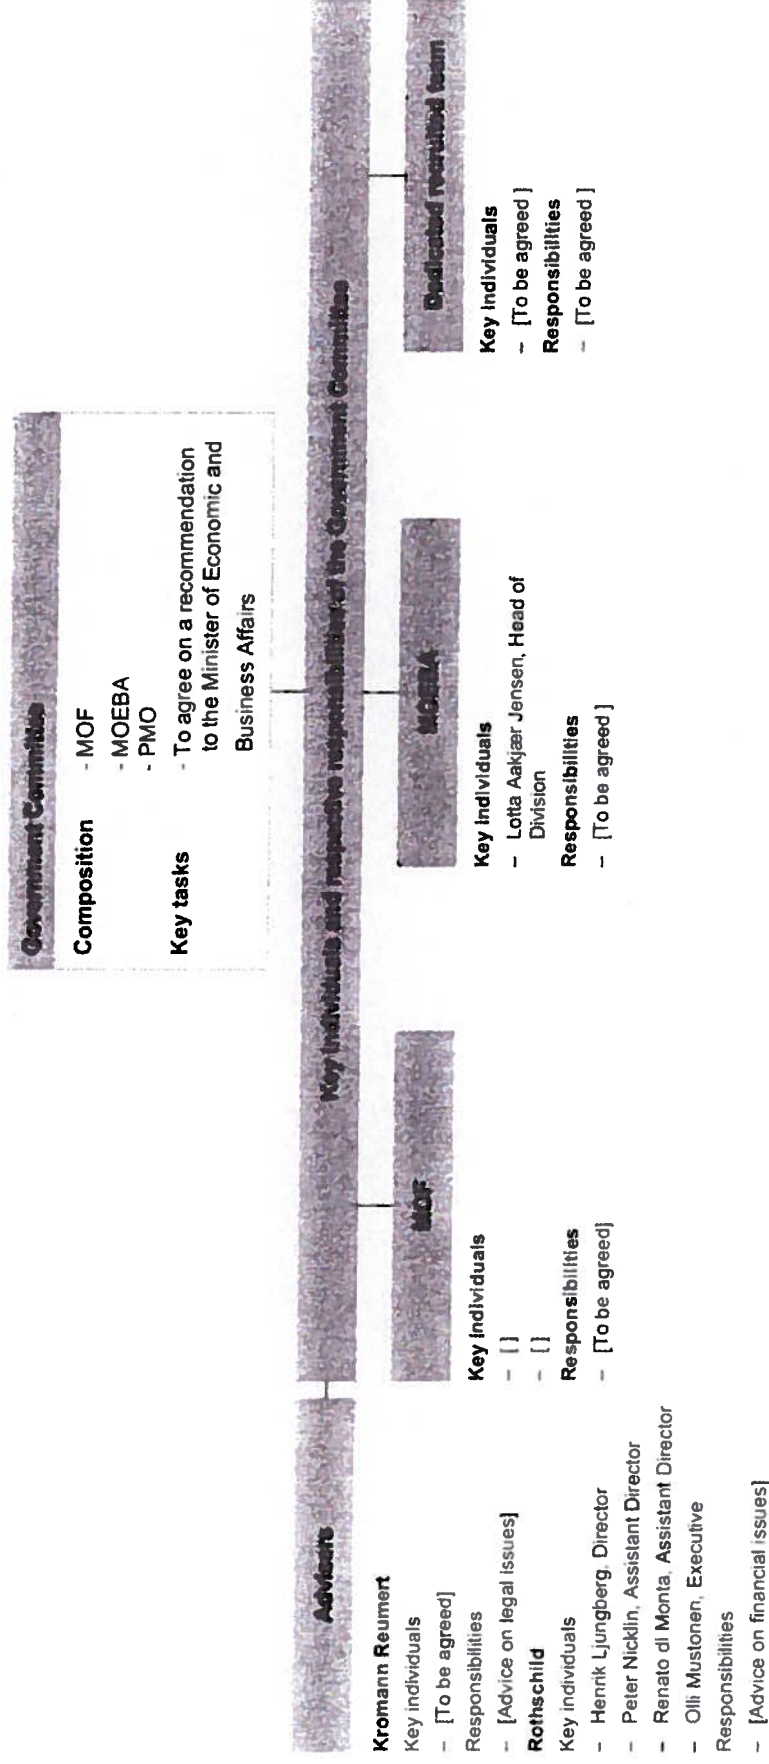 Government Committee
Composition - MOF
- MOEBA
- PMO
Key tasks - To agree on a recommendation
to the Minister of Economic and
Business Affairs
Key individuals and respective responsibilities of the Government Committee
Advisers
Kromann Reumert
Key individuals
– [To be agreed]
Responsibilities
– [Advice on legal issues]
Rothschild
Key individuals
– Henrik Ljungberg, Director
– Peter Nicklin, Assistant Director
– Renato di Monta, Assistant Director
– Olli Mustonen, Executive
Responsibilities
– [Advice on financial issues]
MOF
Key individuals
– [ ]
– [ ]
Responsibilities
– [To be agreed]
MOEBA
Key individuals
– Lotta Aakjær Jensen, Head of
Division
Responsibilities
– [To be agreed ]
Dedicated recruited team
Key individuals
– [To be agreed ]
Responsibilities
– [To be agreed ]